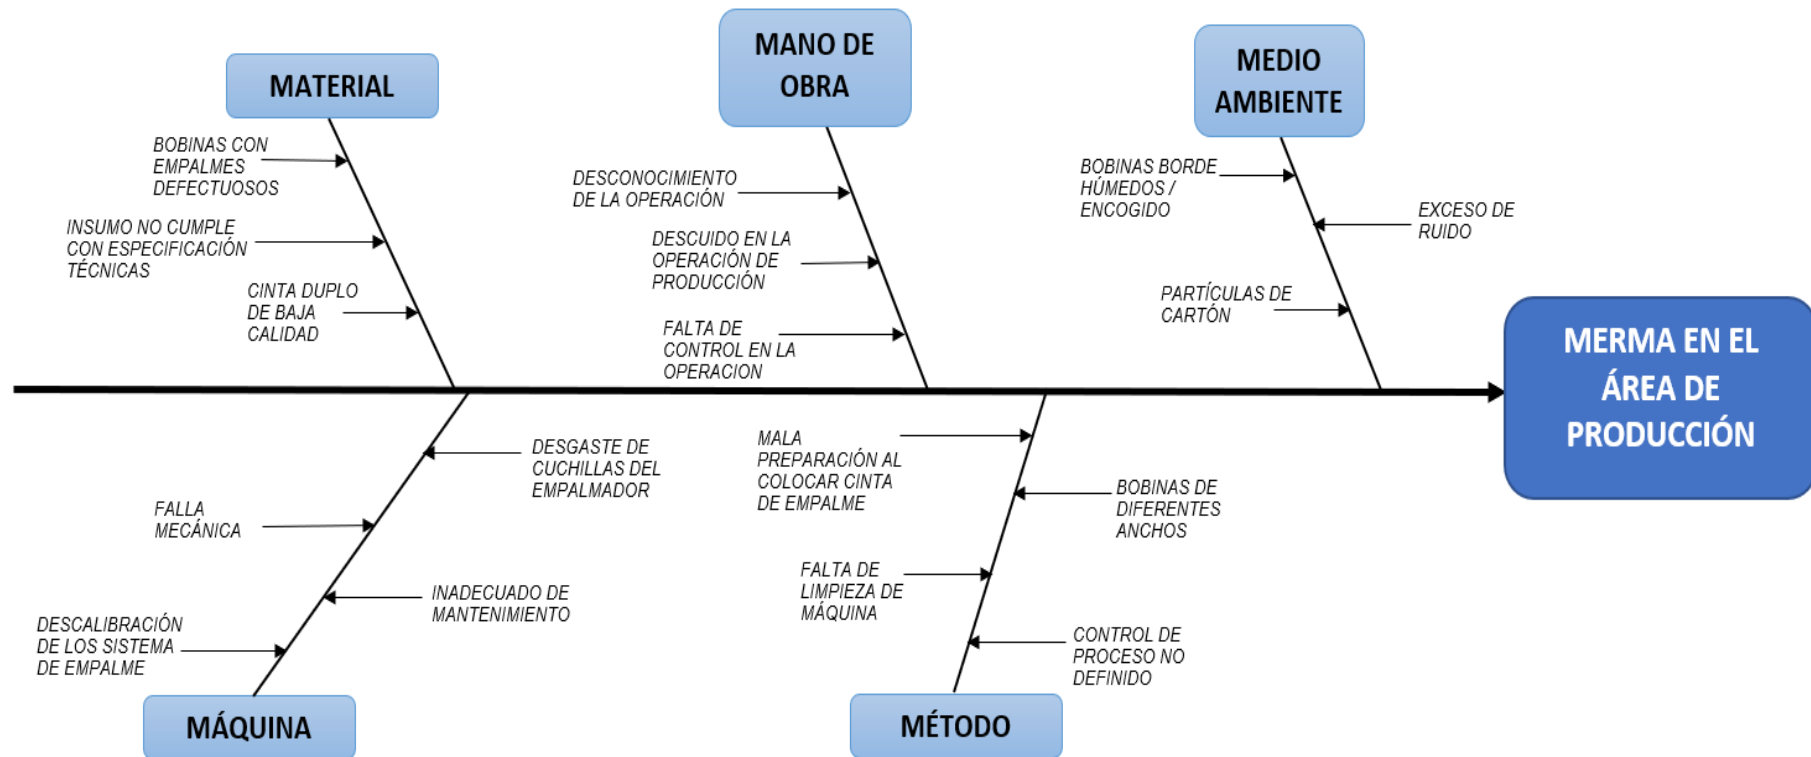 MATERIAL
BOBINAS CON
EMPALMES
DEFECTUOSOS
INSUMO NO CUMPLE
CON ESPECIFICACIÓN
TÉCNICAS
CINTA DUPLO
DE BAJA
CALIDAD
MANO DE
OBRA
DESCONOCIMIENTO
DE LA OPERACIÓN
DESCUIDO EN LA
OPERACIÓN DE
PRODUCCIÓN
FALTA DE
CONTROL EN LA
OPERACION
MEDIO
AMBIENTE
BOBINAS BORDE
HÚMEDOS /
ENCOGIDO
EXCESO DE
RUIDO
PARTÍCULAS DE
CARTÓN
MERMA EN EL
ÁREA DE
PRODUCCIÓN
DESGASTE DE
CUCHILLAS DEL
EMPALMADOR
FALLA
MECÁNICA
INADECUADO DE
MANTENIMIENTO
DESCALIBRACIÓN
DE LOS SISTEMA
DE EMPALME
MÁQUINA
MALA
PREPARACIÓN AL
COLOCAR CINTA
DE EMPALME
BOBINAS DE
DIFERENTES
ANCHOS
FALTA DE
LIMPIEZA DE
MÁQUINA
CONTROL DE
PROCESO NO
DEFINIDO
MÉTODO